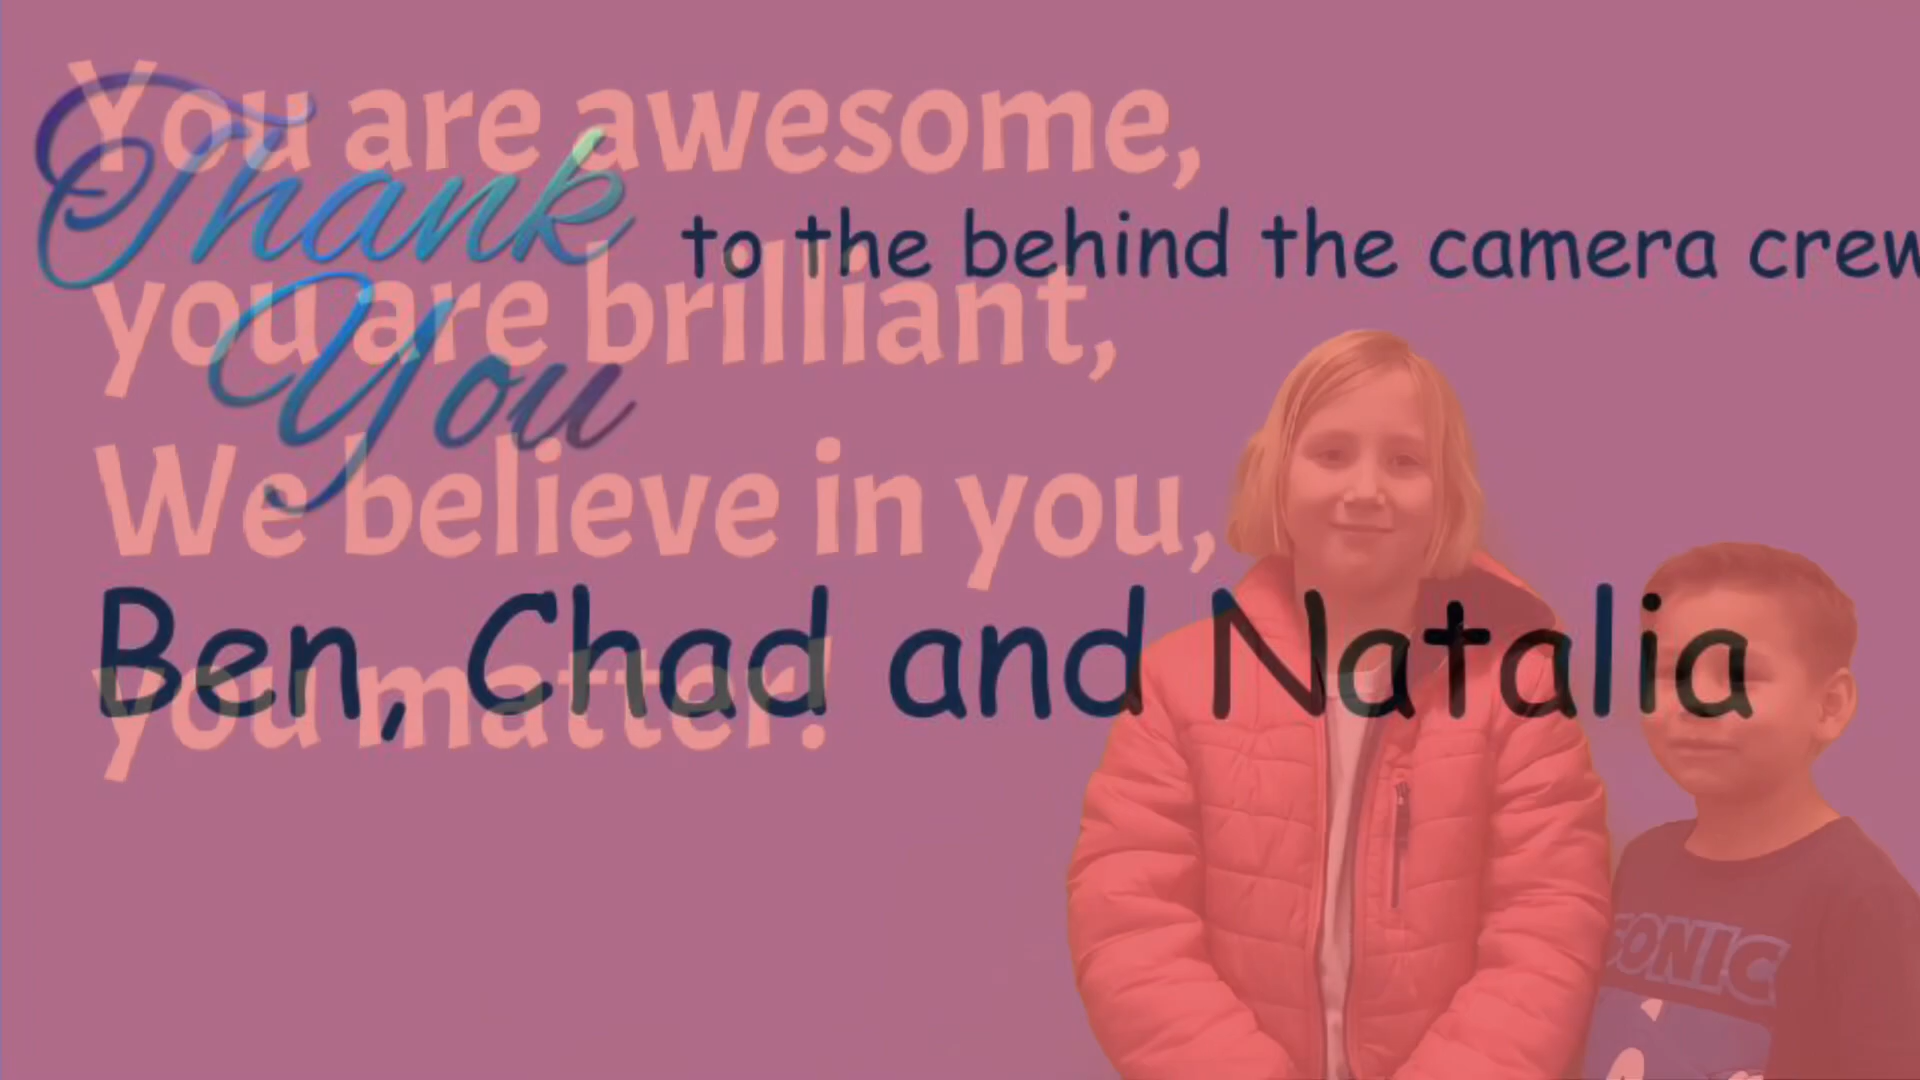 You are awesome,
you are brilliant,
We believe in you,
you matter!
Thank
You
to the behind the camera crew
Ben, Chad and Natalia
SONIC